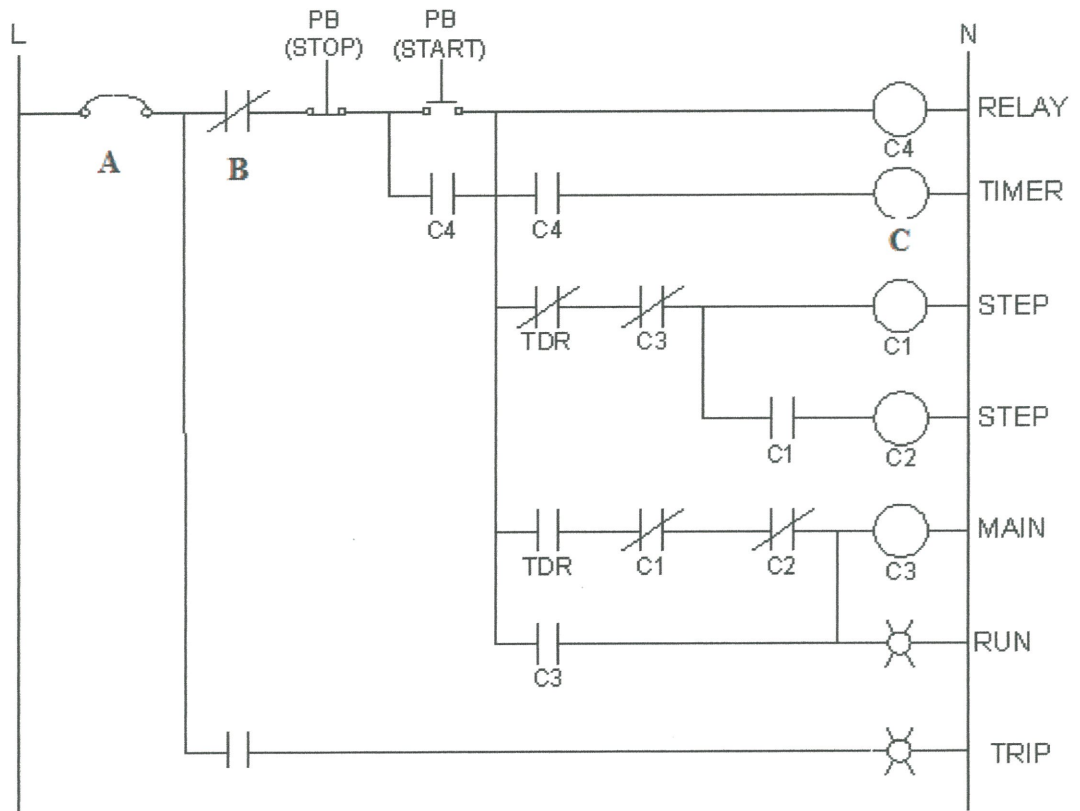 L
PB
(STOP)
PB
(START)
N
A
B
RELAY
C4
C4
C4
TIMER
C
TDR
C3
STEP
C1
C1
STEP
C2
TDR
C1
C2
MAIN
C3
C3
RUN
TRIP